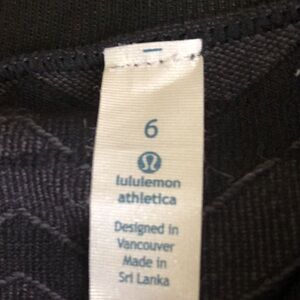 6
lululemon
athletica
Designed in
Vancouver
Made in
Sri Lanka